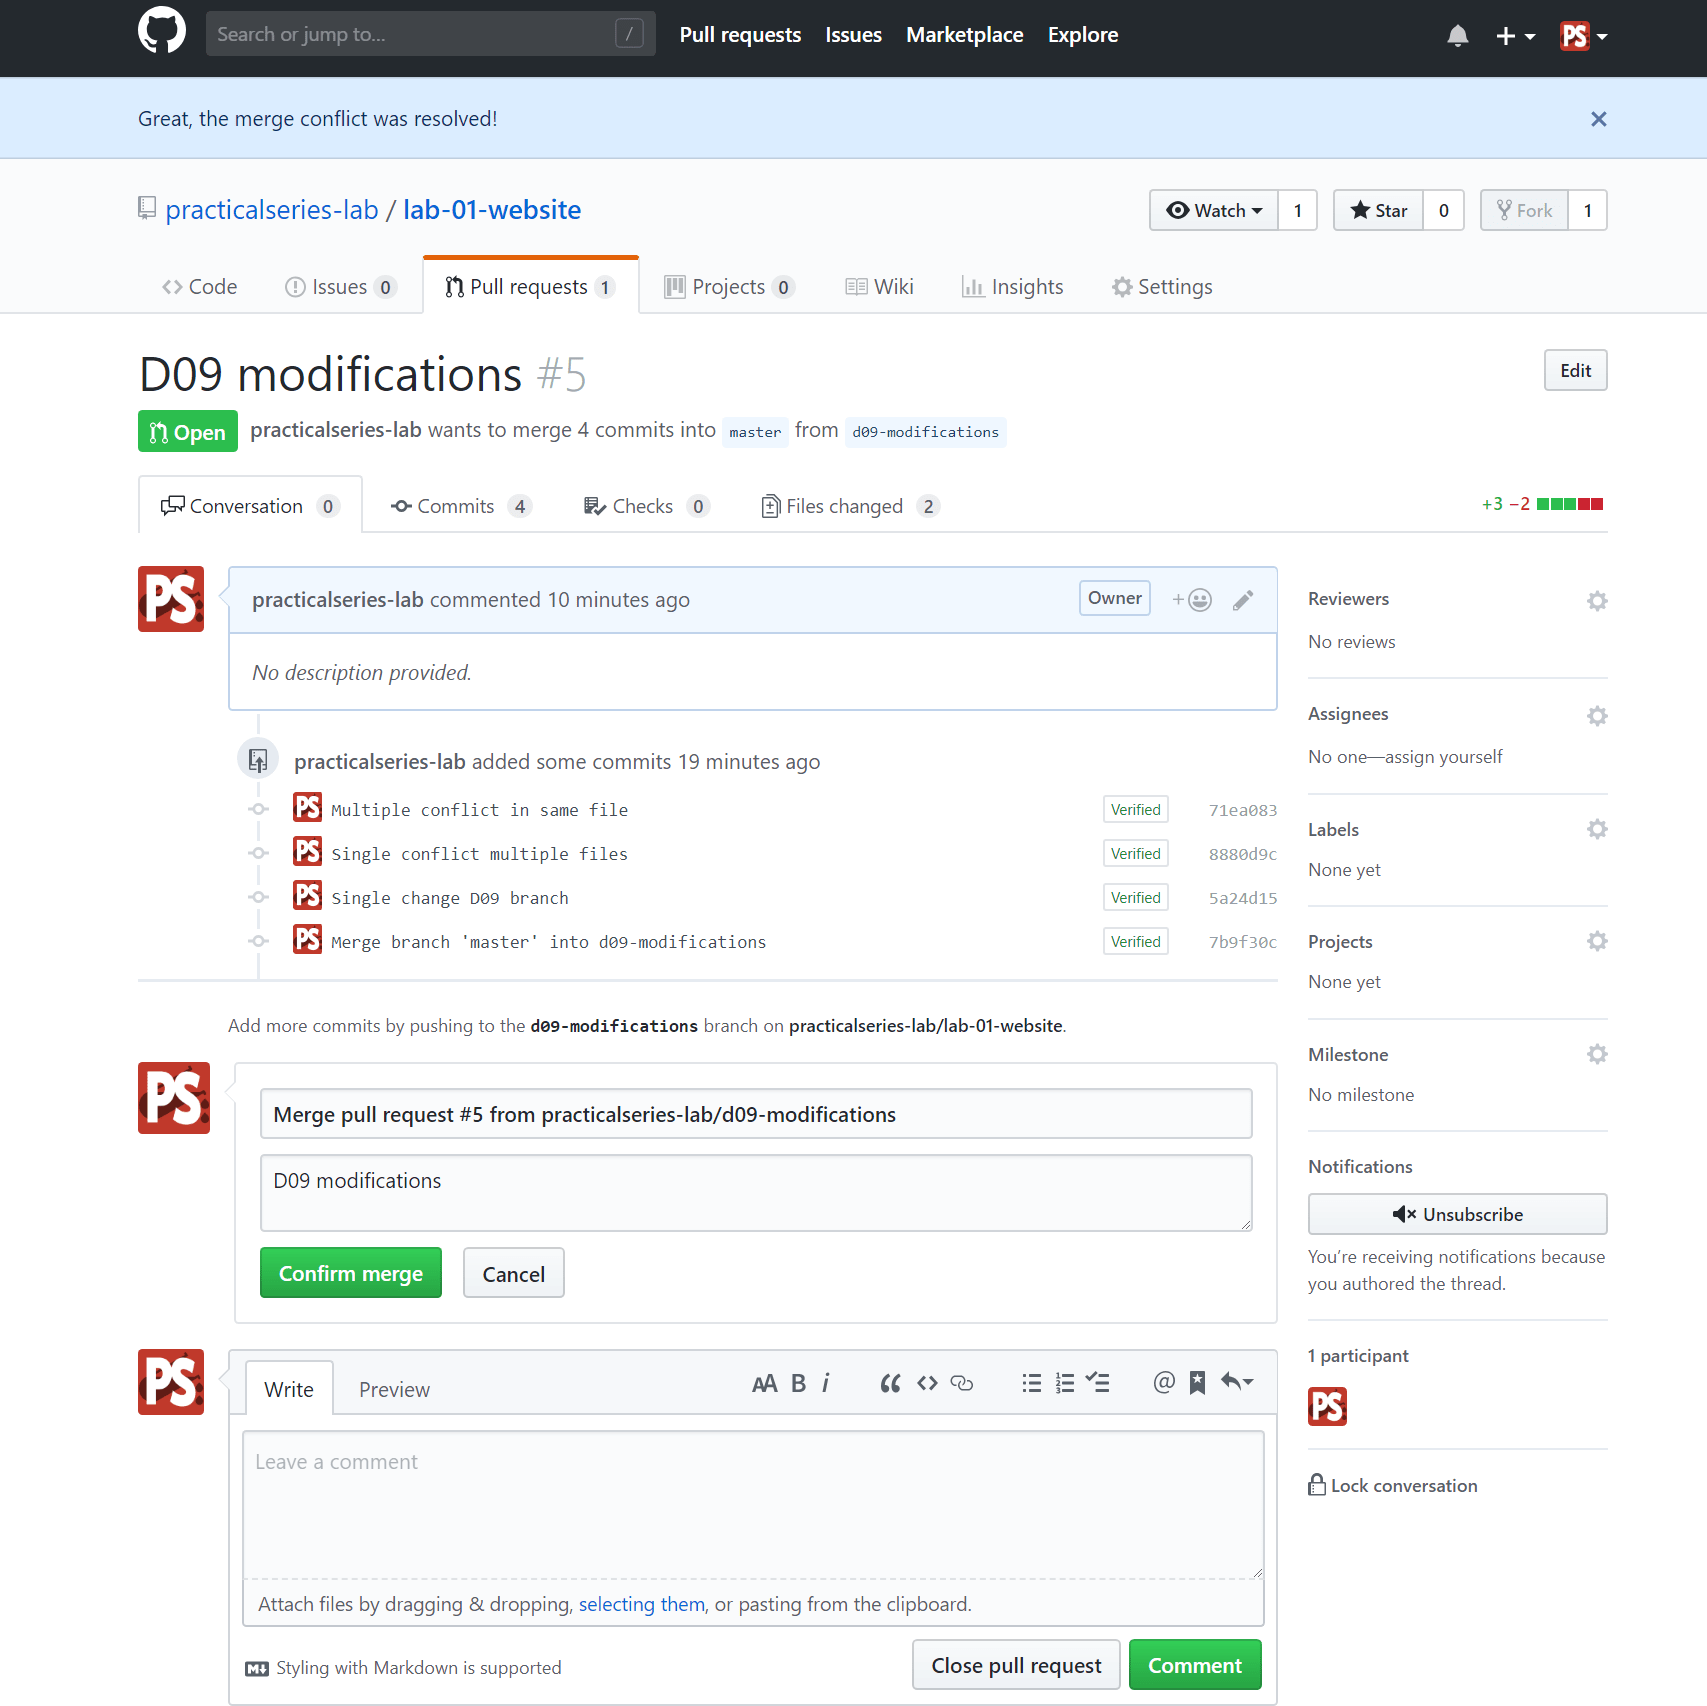 Search or jump to...
/
Pull requests
Issues
Marketplace
Explore
PS
Great, the merge conflict was resolved!
practicalseries-lab / lab-01-website
Watch 1
Star 0
Fork 1
Code
Issues 0
Pull requests 1
Projects 0
Wiki
Insights
Settings
D09 modifications #5
Edit
Open
practicalseries-lab wants to merge 4 commits into master from d09-modifications
Conversation 0
Commits 4
Checks 0
Files changed 2
+3 −2
PS
practicalseries-lab commented 10 minutes ago
Owner
No description provided.
practicalseries-lab added some commits 19 minutes ago
PS Multiple conflict in same file Verified 71ea083
PS Single conflict multiple files Verified 8880d9c
PS Single change D09 branch Verified 5a24d15
PS Merge branch 'master' into d09-modifications Verified 7b9f30c
Add more commits by pushing to the d09-modifications branch on practicalseries-lab/lab-01-website.
PS
Merge pull request #5 from practicalseries-lab/d09-modifications
D09 modifications
Confirm merge
Cancel
PS
Write
Preview
AA B i
Leave a comment
Attach files by dragging & dropping, selecting them, or pasting from the clipboard.
Styling with Markdown is supported
Close pull request
Comment
Reviewers
No reviews
Assignees
No one—assign yourself
Labels
None yet
Projects
None yet
Milestone
No milestone
Notifications
Unsubscribe
You’re receiving notifications because
you authored the thread.
1 participant
PS
Lock conversation